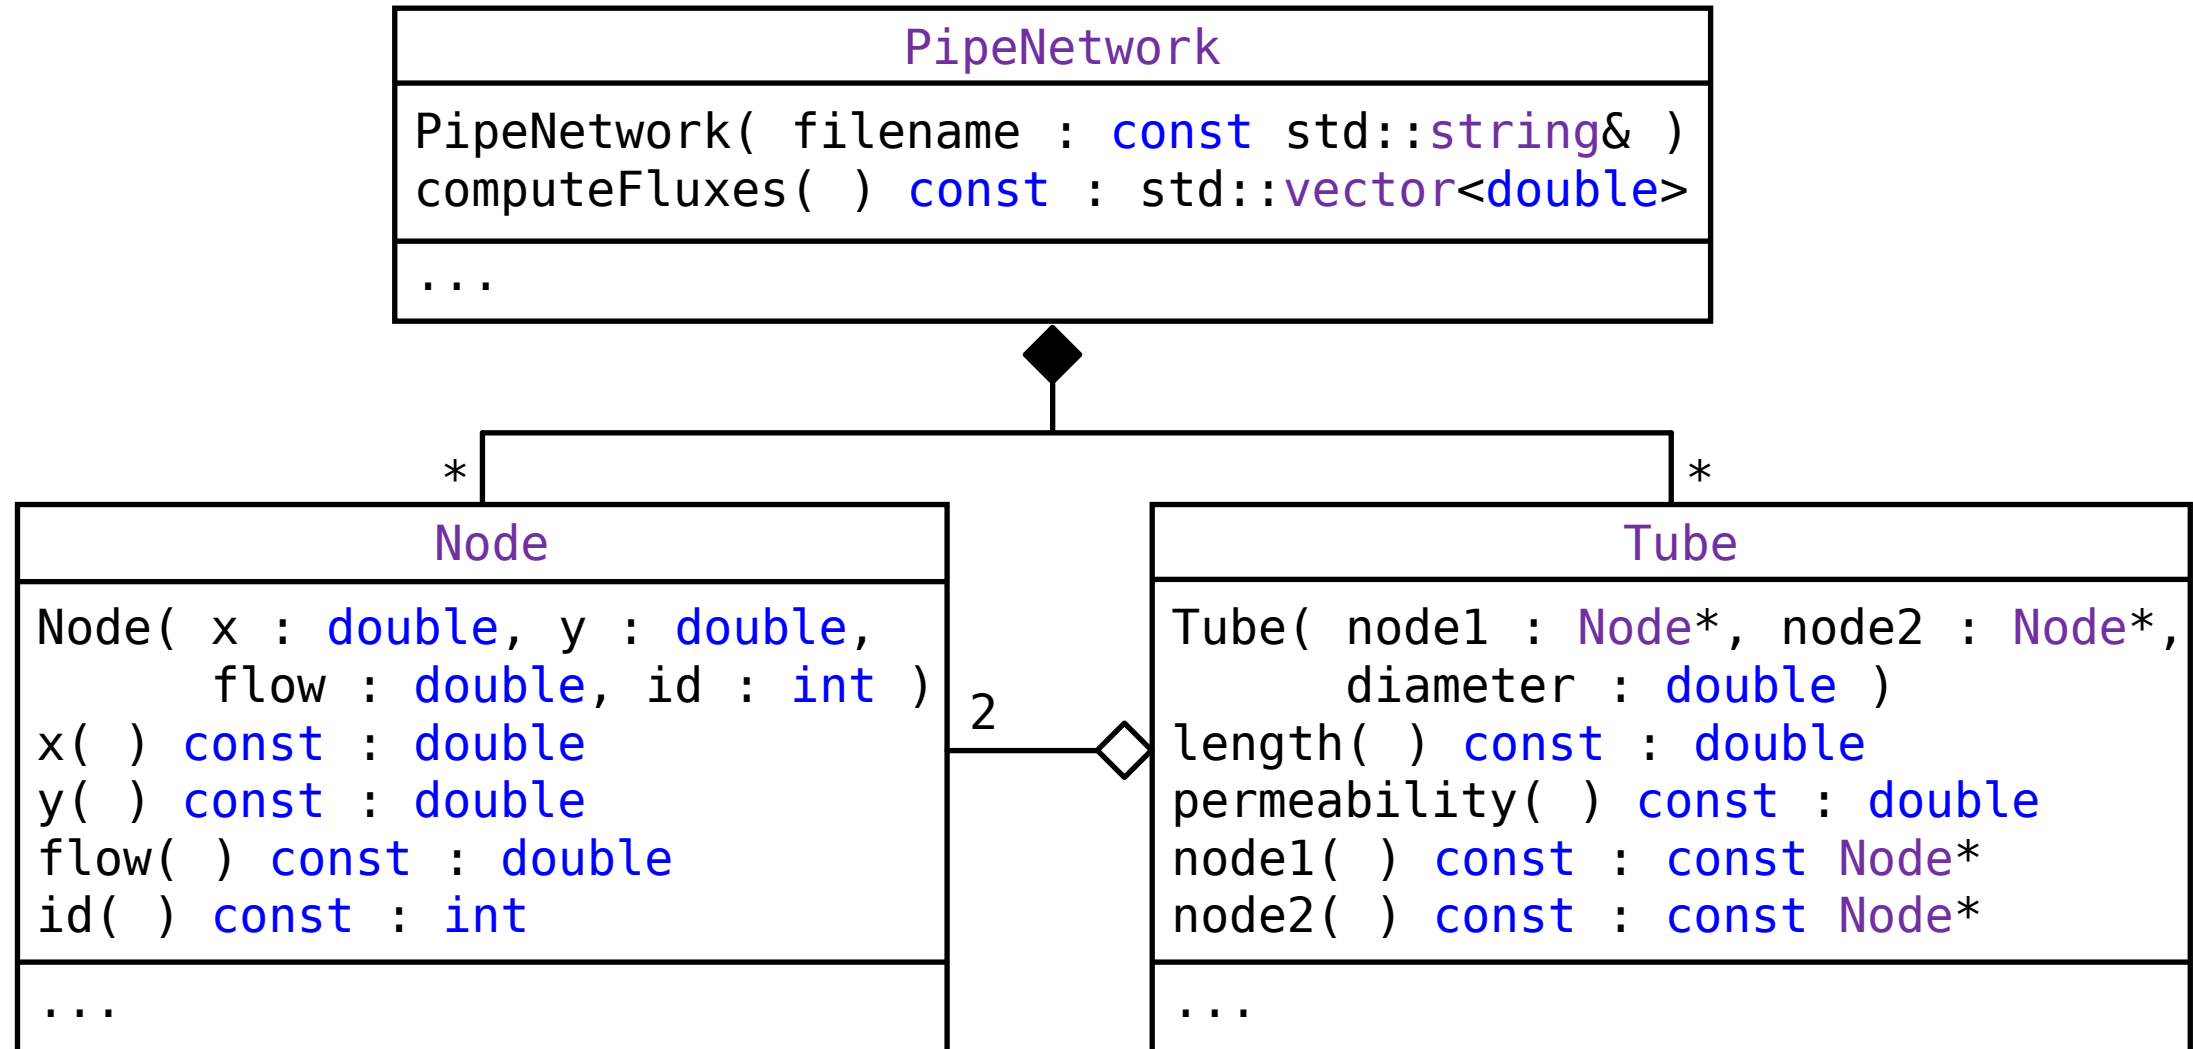 PipeNetwork
PipeNetwork( filename : const std::string& )
computeFluxes( ) const : std::vector<double>
...
*
*
Node
Node( x : double, y : double,
flow : double, id : int )
x( ) const : double
y( ) const : double
flow( ) const : double
id( ) const : int
...
2
Tube
Tube( node1 : Node*, node2 : Node*,
diameter : double )
length( ) const : double
permeability( ) const : double
node1( ) const : const Node*
node2( ) const : const Node*
...